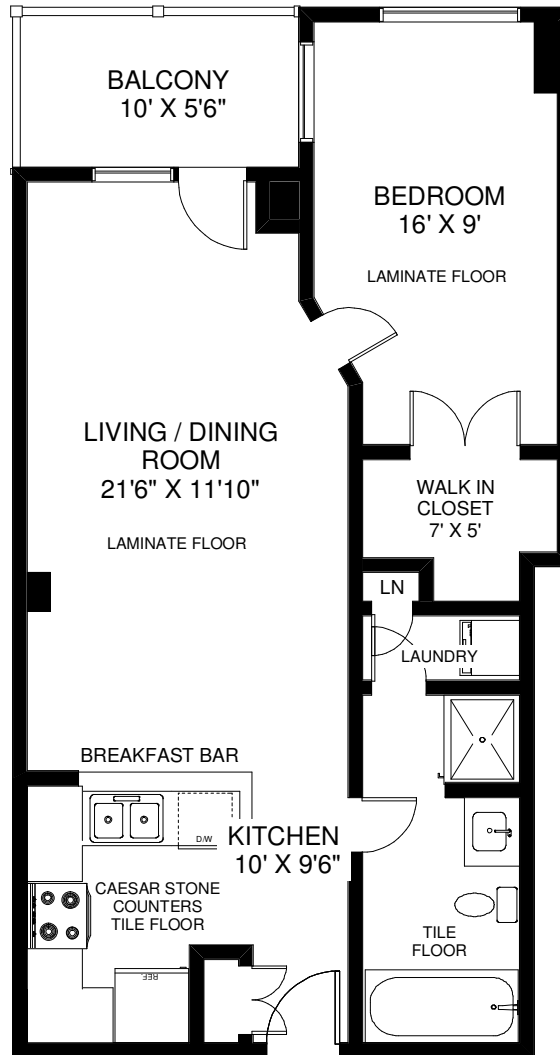 BALCONY
10' X 5'6"
BEDROOM
16' X 9'
LAMINATE FLOOR
LIVING / DINING
ROOM
21'6" X 11'10"
LAMINATE FLOOR
WALK IN
CLOSET
7' X 5'
LN
LAUNDRY
BREAKFAST BAR
D/W
KITCHEN
10' X 9'6"
CAESAR STONE
COUNTERS
TILE FLOOR
TILE
FLOOR
REF.